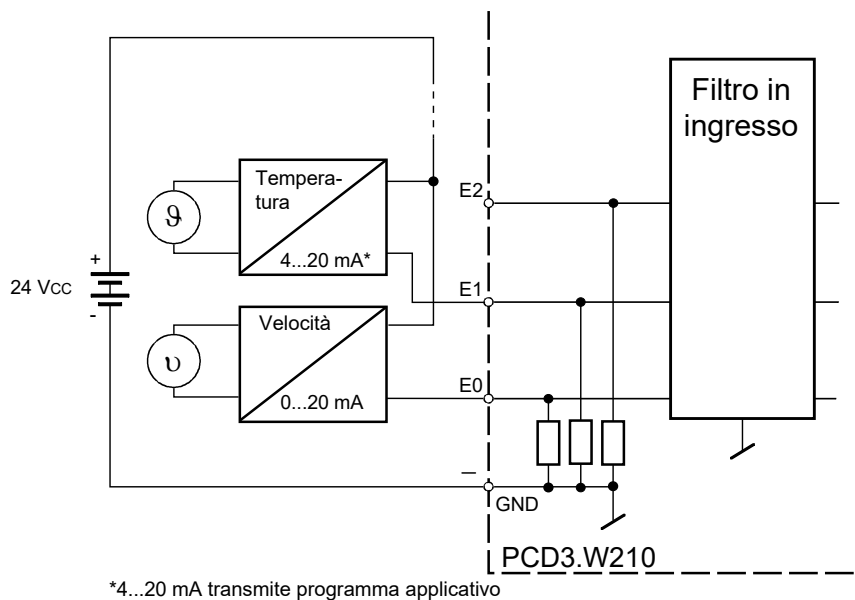 Filtro in
ingresso
Tempera-
tura
ϑ
4...20 mA*
E2
+
24 VCC
-
E1
Velocità
υ
0...20 mA
E0
–
GND
PCD3.W210
*4...20 mA transmite programma applicativo